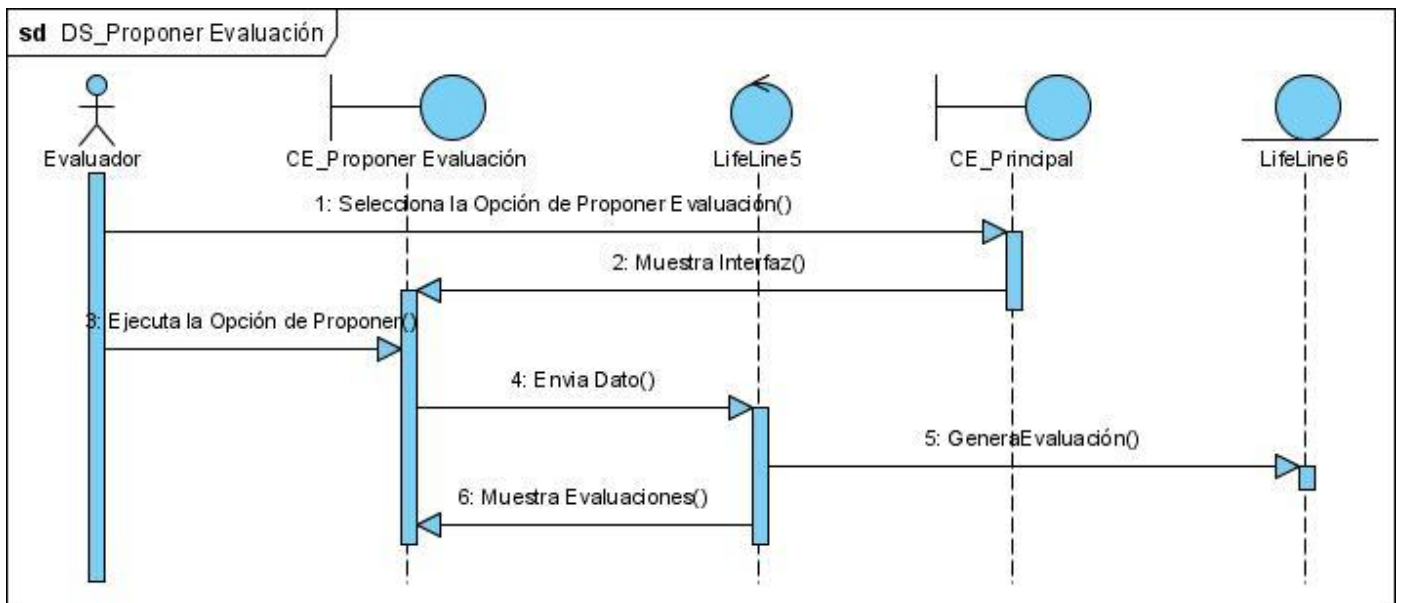 sd DS_Proponer Evaluación
Evaluador
CE_Proponer Evaluación
LifeLine5
CE_Principal
LifeLine6
1: Selecciona la Opción de Proponer Evaluación()
2: Muestra Interfaz()
3: Ejecuta la Opción de Proponer()
4: Envia Dato()
5: GeneraEvaluación()
6: Muestra Evaluaciones()